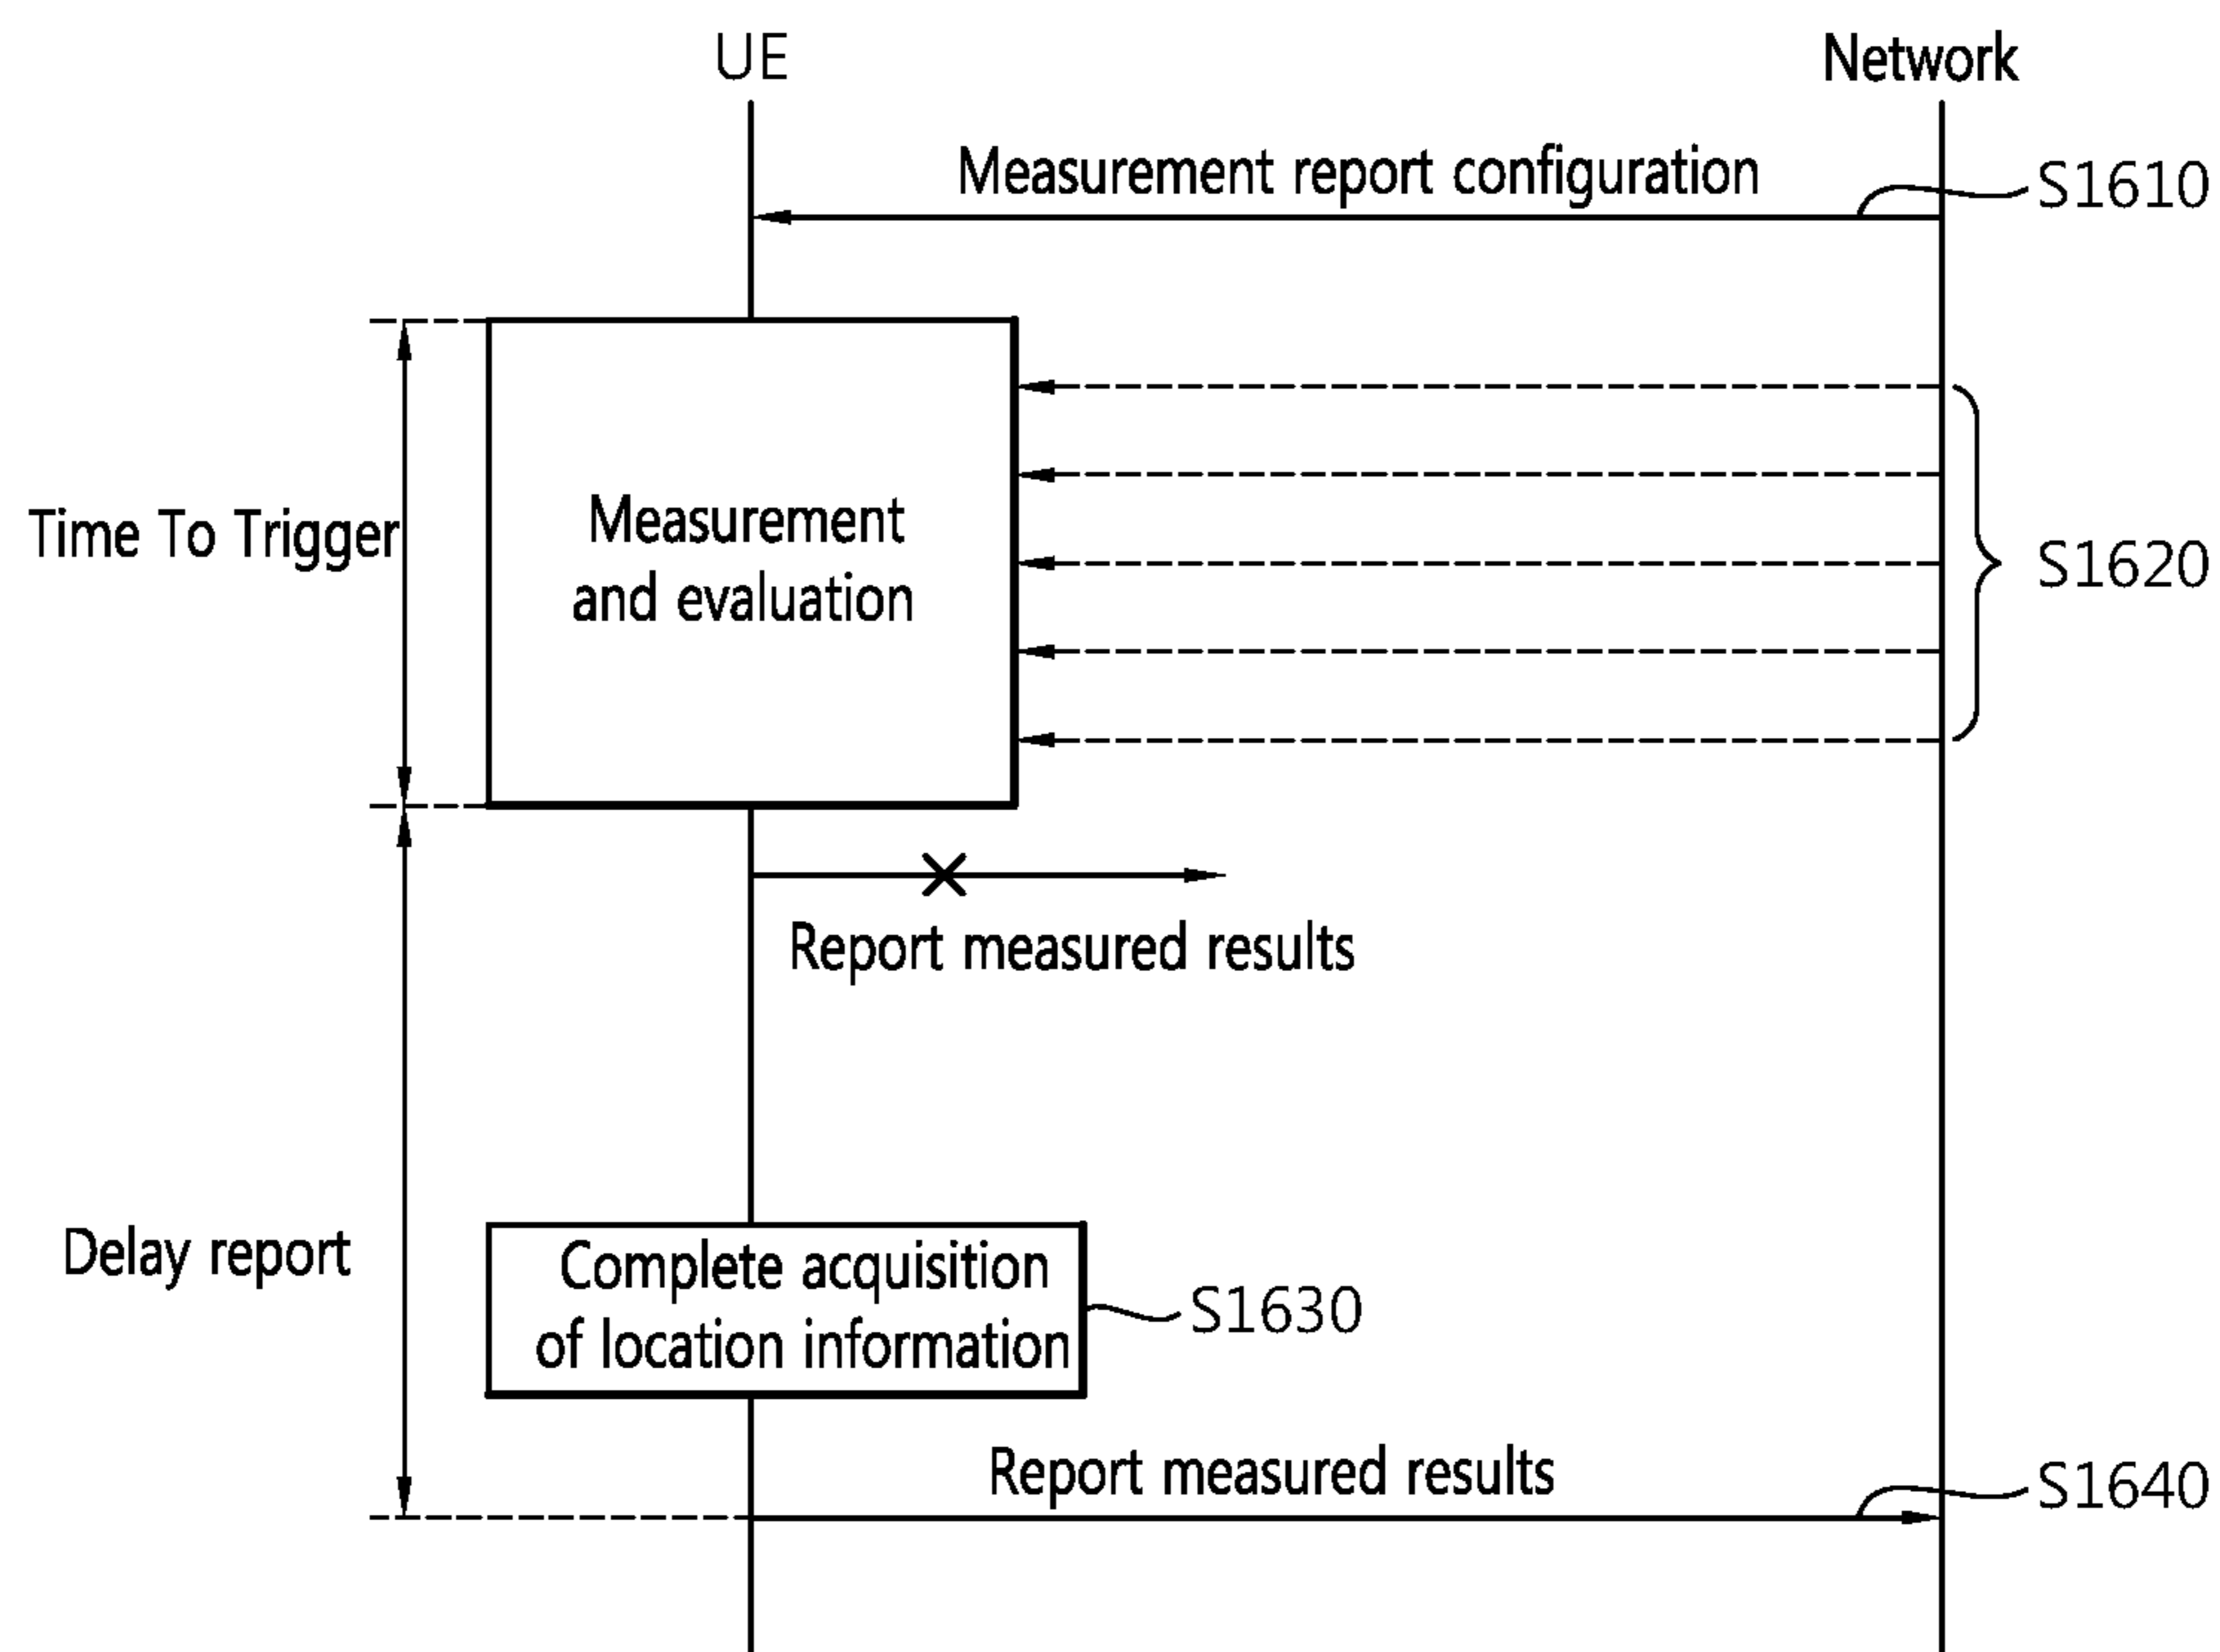 UE
Network
Measurement report configuration
S1610
Time To Trigger
Measurement
and evaluation
S1620
Report measured results
Delay report
Complete acquisition
of location information
S1630
Report measured results
S1640